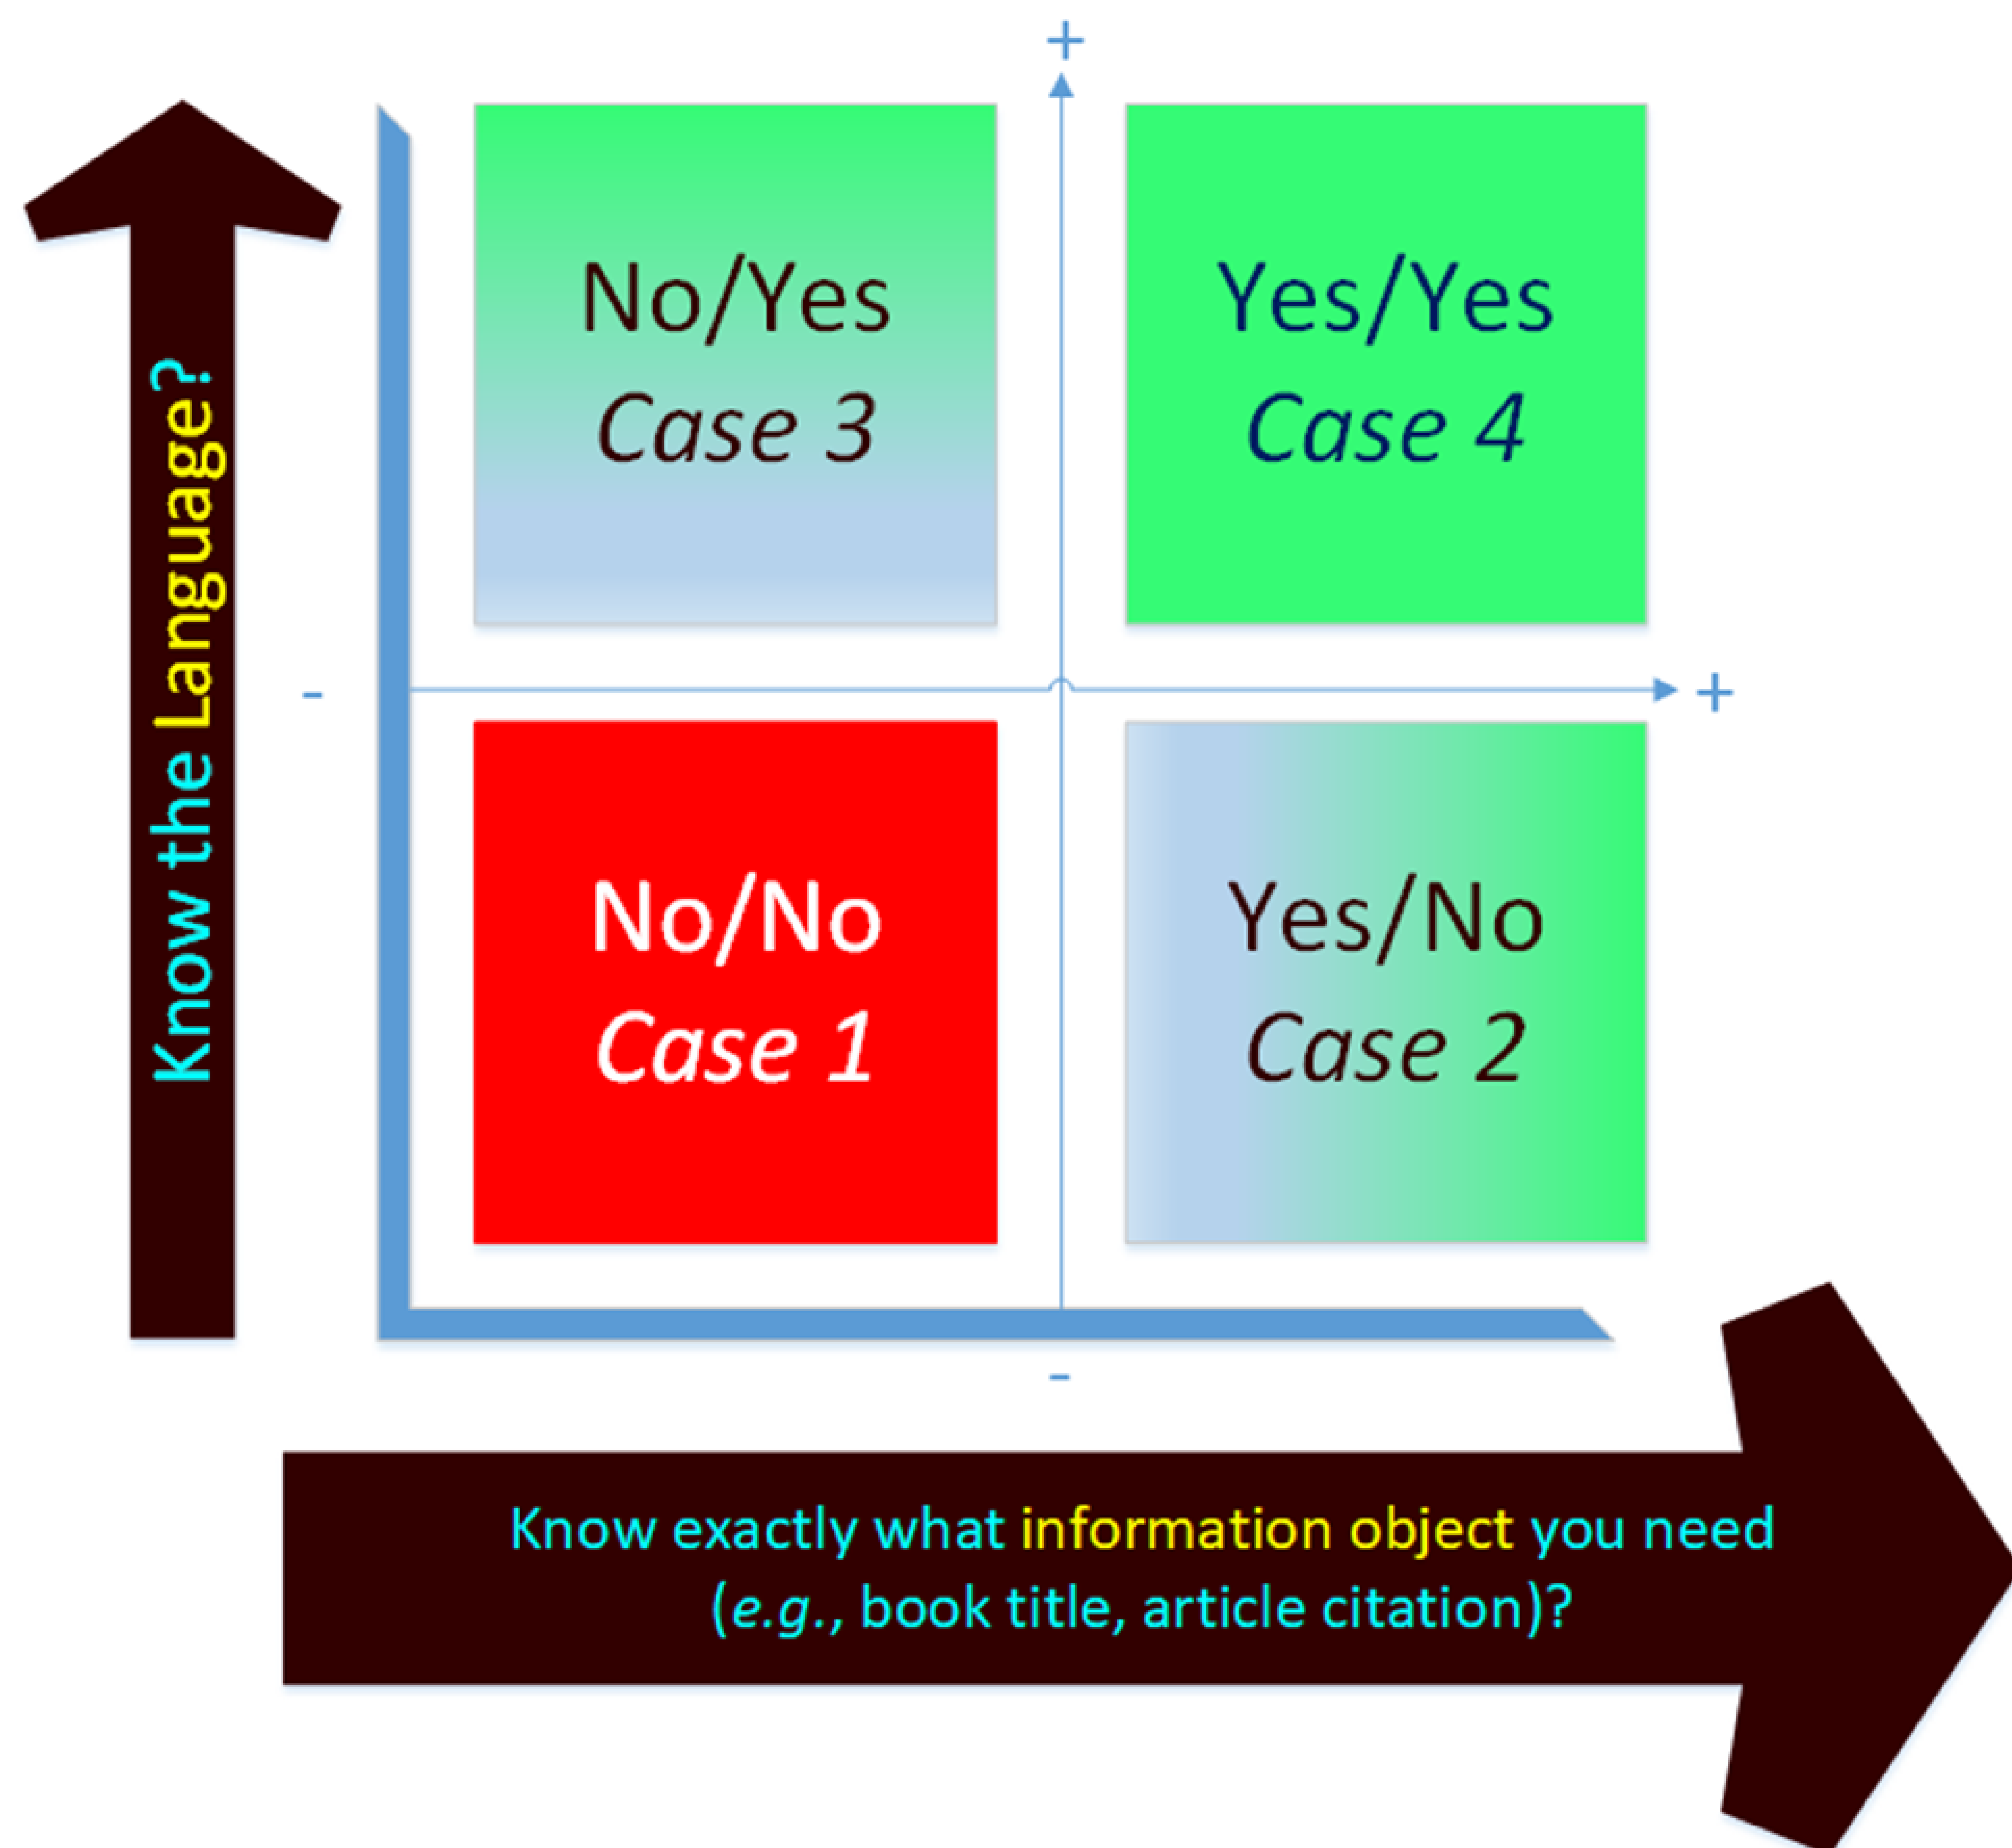 +
No/Yes
Case 3
Yes/Yes
Case 4
Know the Language?
-
+
No/No
Case 1
Yes/No
Case 2
-
Know exactly what information object you need
(e.g., book title, article citation)?